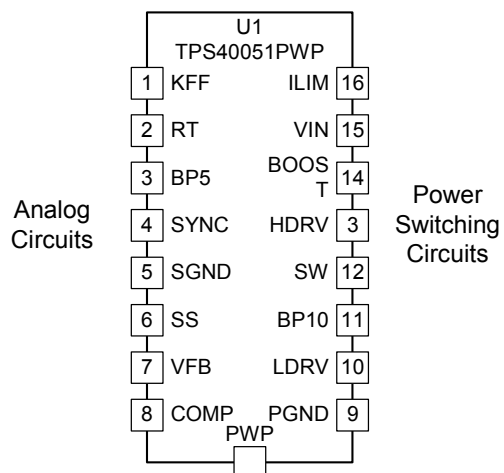 U1
TPS40051PWP
1 KFF ILIM 16
2 RT VIN 15
3 BP5 BOOS
T 14
4 SYNC HDRV 3
5 SGND SW 12
6 SS BP10 11
7 VFB LDRV 10
8 COMP PGND 9
PWP
Analog
Circuits
Power
Switching
Circuits